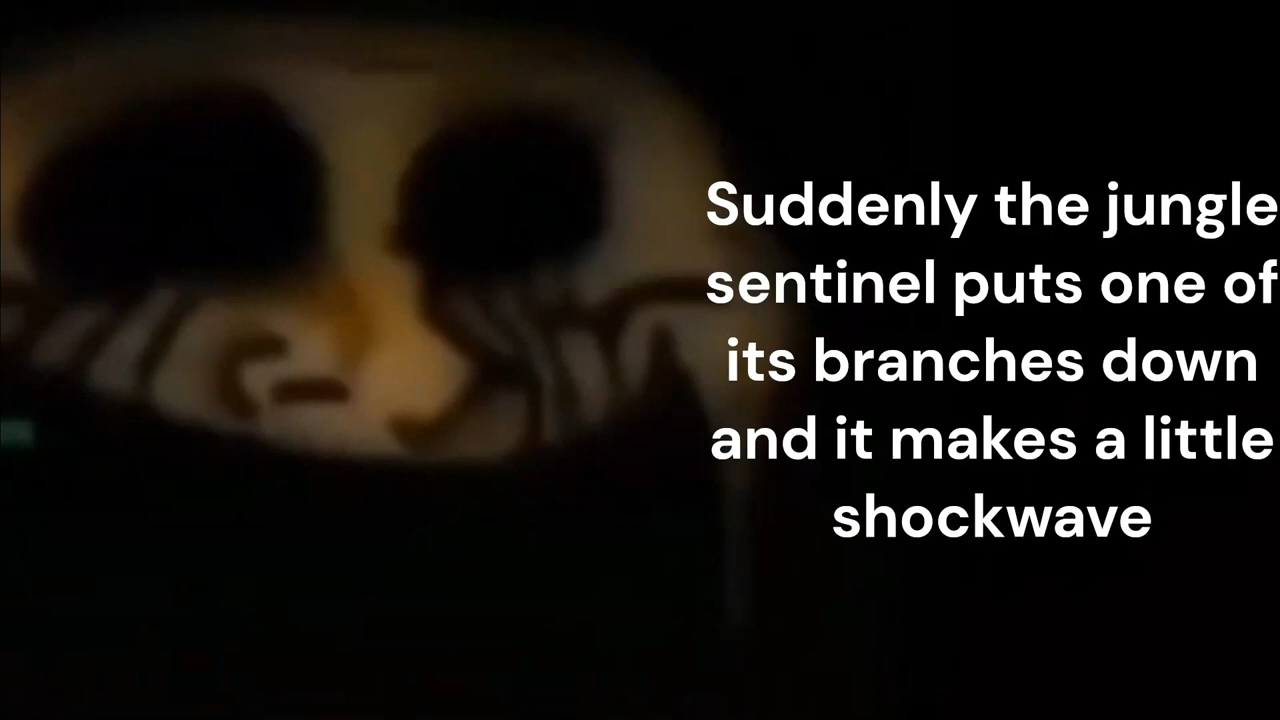 Suddenly the jungle
sentinel puts one of
its branches down
and it makes a little
shockwave